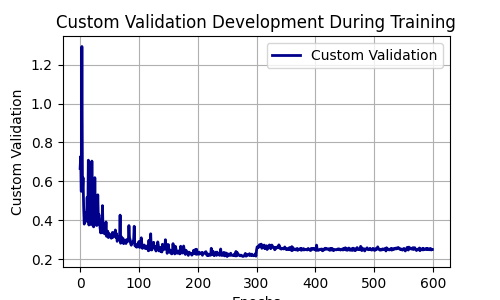 Custom Validation Development During Training
Custom Validation
Custom Validation
1.2
1.0
0.8
0.6
0.4
0.2
0 100 200 300 400 500 600
Epochs